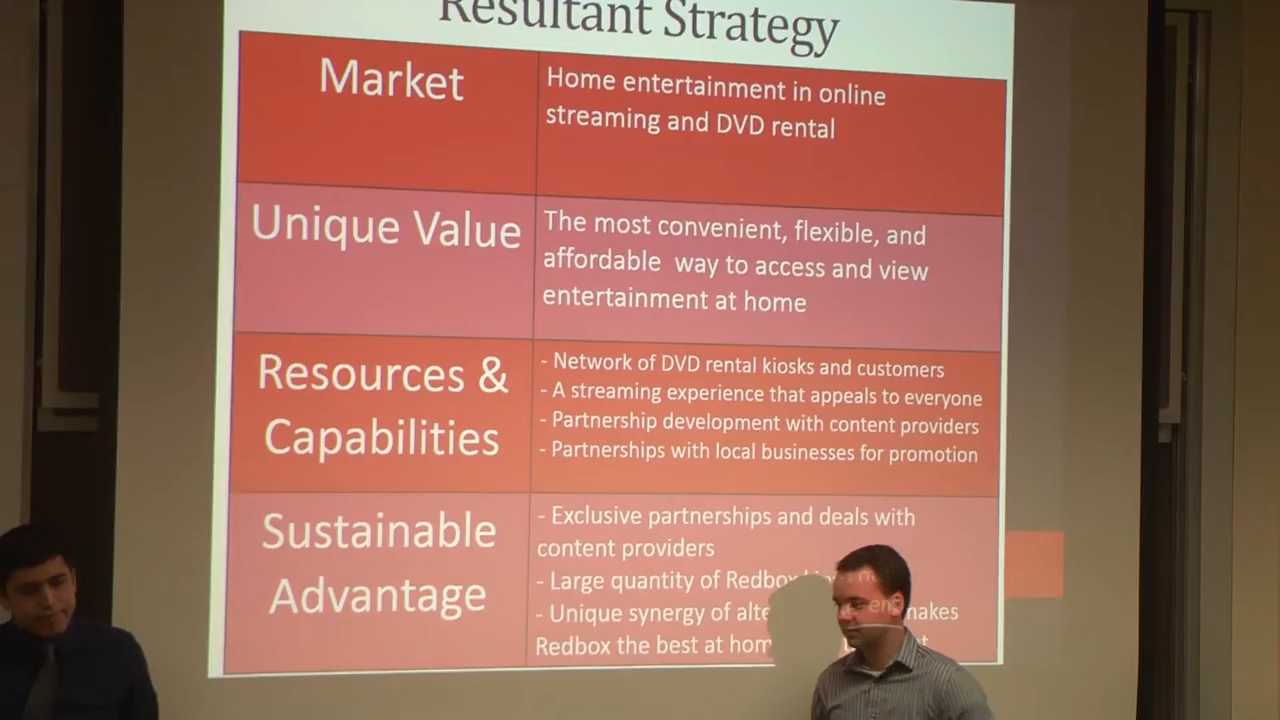 Resultant Strategy
Market
Home entertainment in online
streaming and DVD rental
Unique Value
The most convenient, flexible, and
affordable way to access and view
entertainment at home
Resources &
Capabilities
- Network of DVD rental kiosks and customers
- A streaming experience that appeals to everyone
- Partnership development with content providers
- Partnerships with local businesses for promotion
Sustainable
Advantage
- Exclusive partnerships and deals with
content providers
- Large quantity of Redbox
- Unique synergy of makes
Redbox the best at